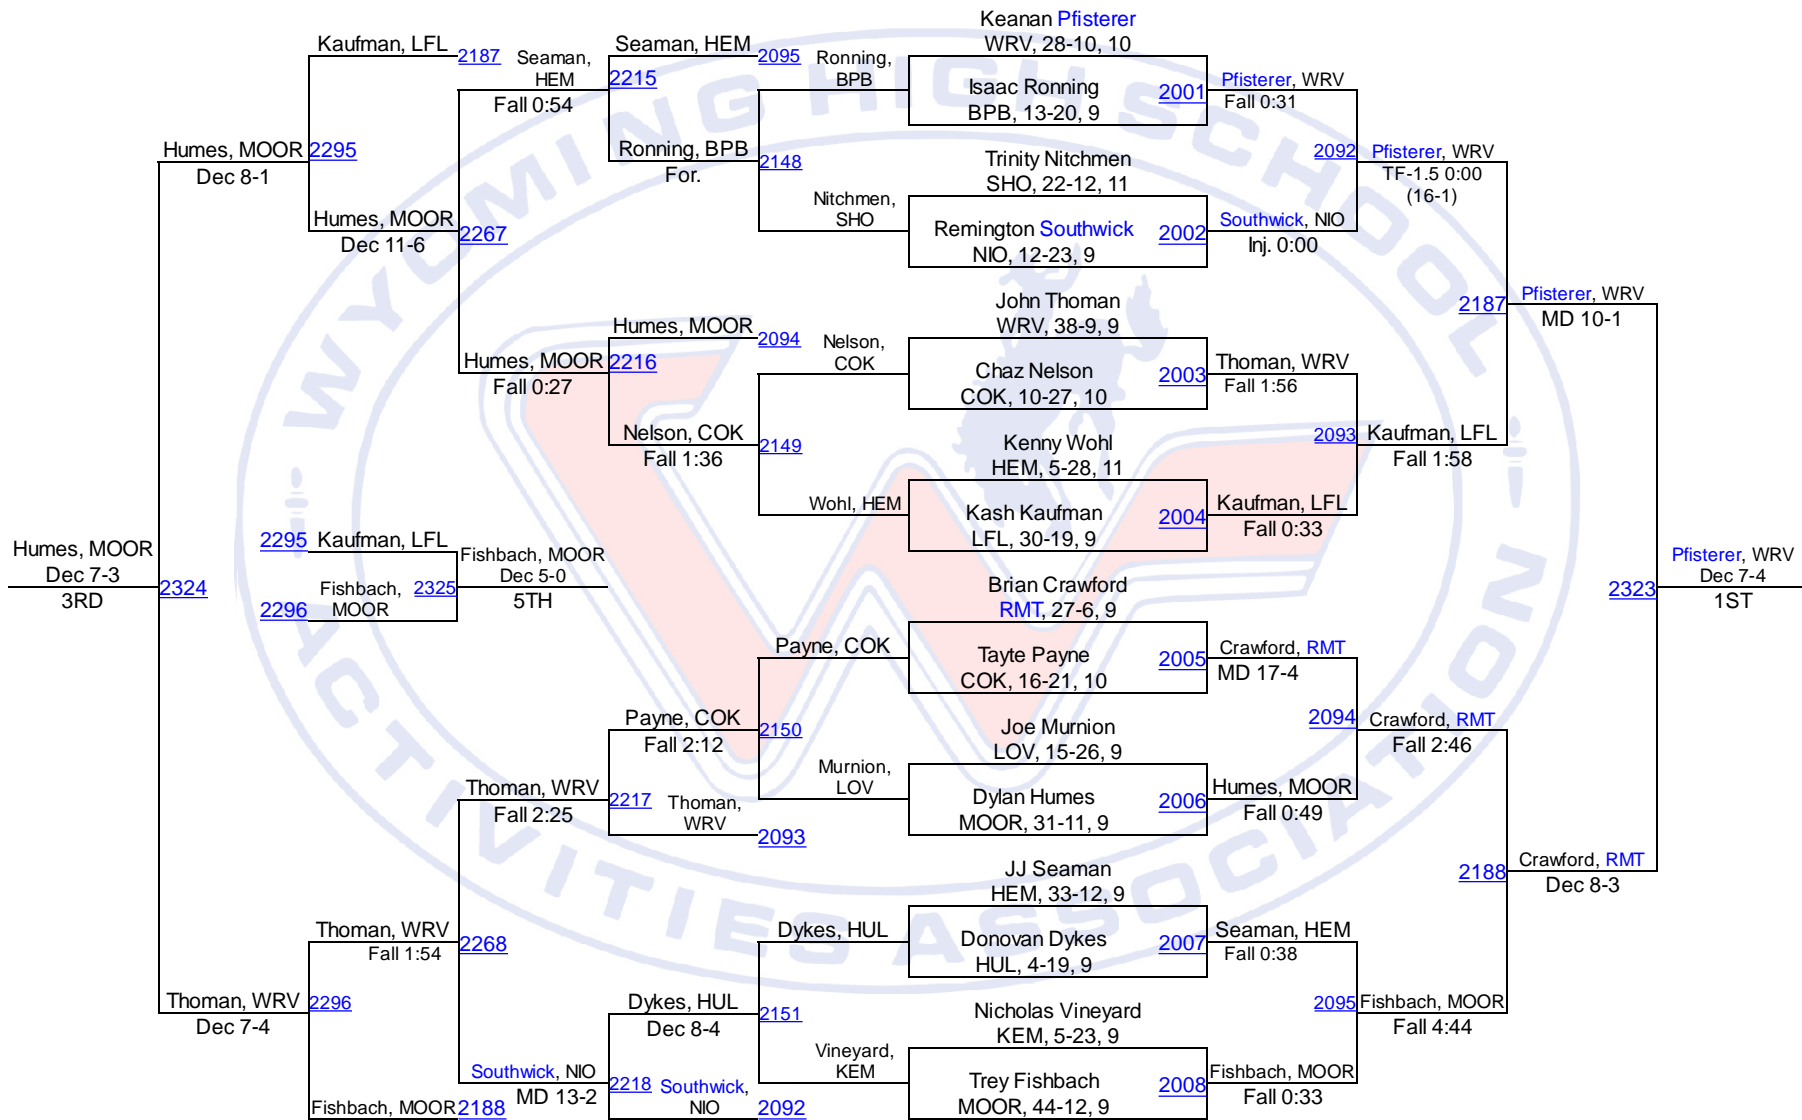 WYOMING HIGH SCHOOL
ACTIVITIES ASSOCIATION
Keanan Pfisterer
WRV, 28-10, 10
Isaac Ronning
BPB, 13-20, 9
2001
Trinity Nitchmen
SHO, 22-12, 11
Remington Southwick
NIO, 12-23, 9
2002
John Thoman
WRV, 38-9, 9
Chaz Nelson
COK, 10-27, 10
2003
Kenny Wohl
HEM, 5-28, 11
Kash Kaufman
LFL, 30-19, 9
2004
Brian Crawford
RMT, 27-6, 9
Tayte Payne
COK, 16-21, 10
2005
Joe Murnion
LOV, 15-26, 9
Dylan Humes
MOOR, 31-11, 9
2006
JJ Seaman
HEM, 33-12, 9
Donovan Dykes
HUL, 4-19, 9
2007
Nicholas Vineyard
KEM, 5-23, 9
Trey Fishbach
MOOR, 44-12, 9
2008
Pfisterer, WRV
Fall 0:31
Southwick, NIO
Inj. 0:00
Thoman, WRV
Fall 1:56
Kaufman, LFL
Fall 0:33
Crawford, RMT
MD 17-4
Humes, MOOR
Fall 0:49
Seaman, HEM
Fall 0:38
Fishbach, MOOR
Fall 0:33
2092
Pfisterer, WRV
TF-1.5 0:00
(16-1)
2093
Kaufman, LFL
Fall 1:58
2094
Crawford, RMT
Fall 2:46
2095
Fishbach, MOOR
Fall 4:44
2187
Pfisterer, WRV
MD 10-1
2188
Crawford, RMT
Dec 8-3
2323
Pfisterer, WRV
Dec 7-4
1ST
Ronning,
BPB
Nitchmen,
SHO
Nelson,
COK
Wohl, HEM
Payne, COK
Murnion,
LOV
Dykes, HUL
Vineyard,
KEM
Seaman, HEM
2095
Ronning, BPB
For.
2148
Humes, MOOR
2094
Nelson, COK
Fall 1:36
2149
Payne, COK
Fall 2:12
2150
Thoman,
WRV
2093
Dykes, HUL
Dec 8-4
2151
Southwick,
NIO
2092
Seaman,
HEM
Fall 0:54
2215
Humes, MOOR
Fall 0:27
2216
Thoman, WRV
Fall 2:25
2217
Southwick, NIO
MD 13-2
2218
Kaufman, LFL
2187
Humes, MOOR
Dec 11-6
2267
Thoman, WRV
Fall 1:54
2268
Fishbach, MOOR
2188
Humes, MOOR
Dec 8-1
2295
Thoman, WRV
Dec 7-4
2296
Humes, MOOR
Dec 7-3
3RD
2324
2295
Kaufman, LFL
2296
Fishbach,
MOOR
2325
Fishbach, MOOR
Dec 5-0
5TH